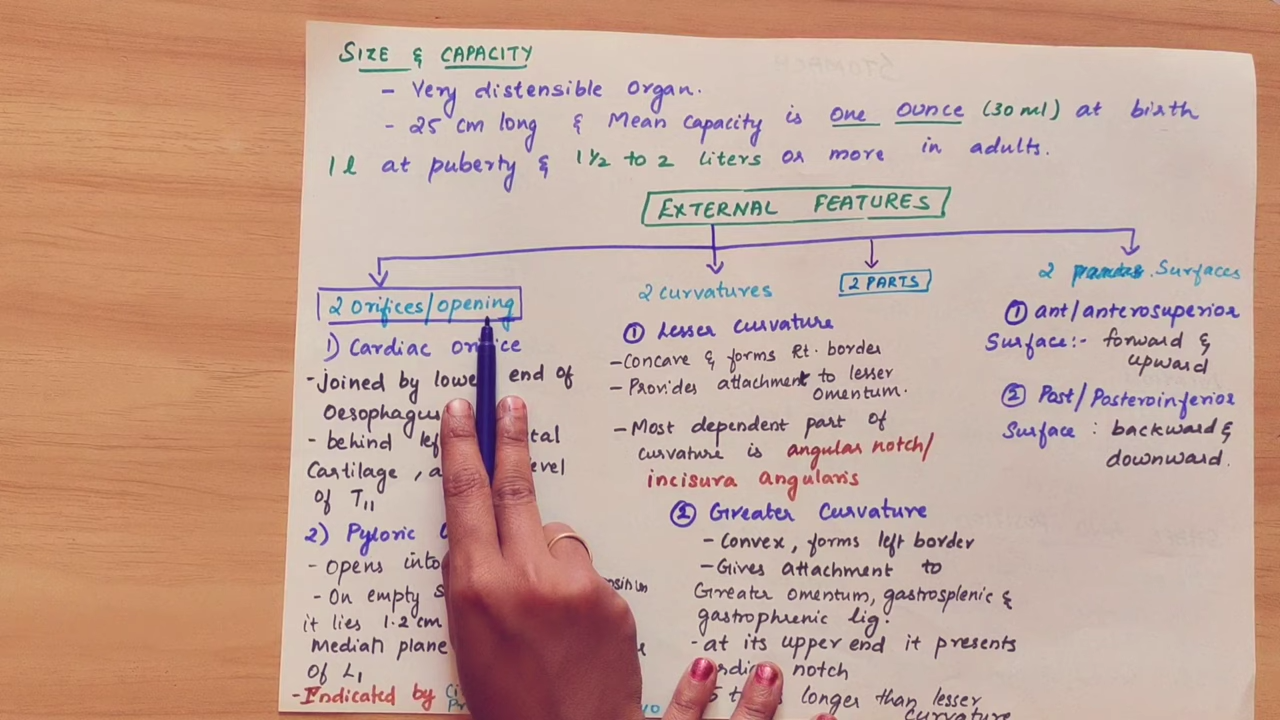 SIZE & CAPACITY
- Very distensible organ.
- 25 cm long & Mean capacity is one ounce (30 ml) at birth
1 l at puberty & 1 1/2 to 2 liters or more in adults.
EXTERNAL FEATURES
2 Orifices/opening
1) Cardiac orifice
- Joined by lower end of
Oesophagus
- behind left
Cartilage,
of T11
2) Pyloric
- Opens into
- On empty
it lies 1.2 cm
median plane
of L1
- Indicated by
2 curvatures
① Lesser curvature
- Concave & forms Rt. border
- Provides attachment to lesser
omentum.
- Most dependent part of
curvature is angular notch/
incisura angularis
② Greater Curvature
- Convex, forms left border
- Gives attachment to
Greater omentum, gastrosplenic &
gastrophrenic lig.
- at its upper end it presents
notch
longer than lesser
curvature
2 PARTS
2 Surfaces
① ant/anterosuperior
Surface:- forward &
upward
② Post/Posteroinferior
Surface : backward &
downward.